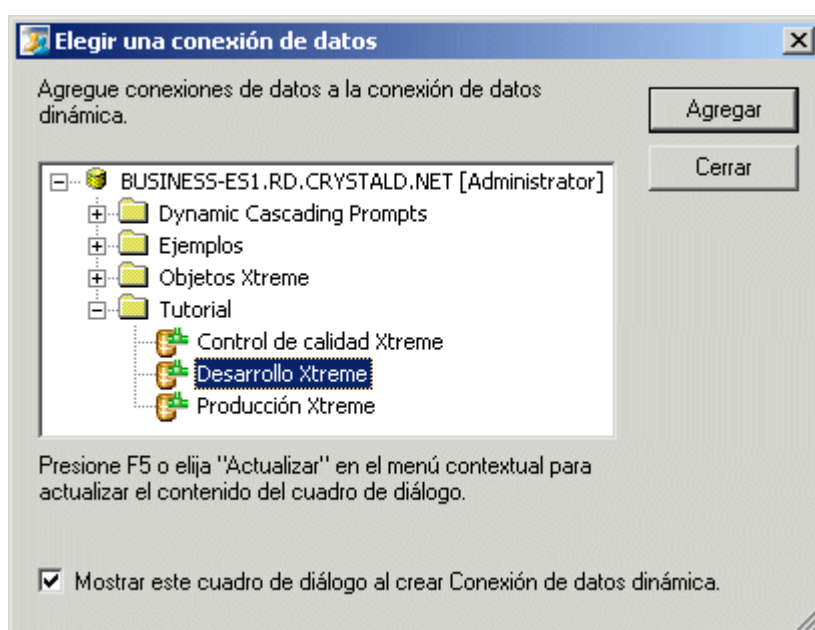 Elegir una conexión de datos
Agregue conexiones de datos a la conexión de datos
dinámica.
Agregar
Cerrar
BUSINESS-ES1.RD.CRYSTALD.NET [Administrator]
Dynamic Cascading Prompts
Ejemplos
Objetos Xtreme
Tutorial
Control de calidad Xtreme
Desarrollo Xtreme
Producción Xtreme
Presione F5 o elija "Actualizar" en el menú contextual para
actualizar el contenido del cuadro de diálogo.
Mostrar este cuadro de diálogo al crear Conexión de datos dinámica.